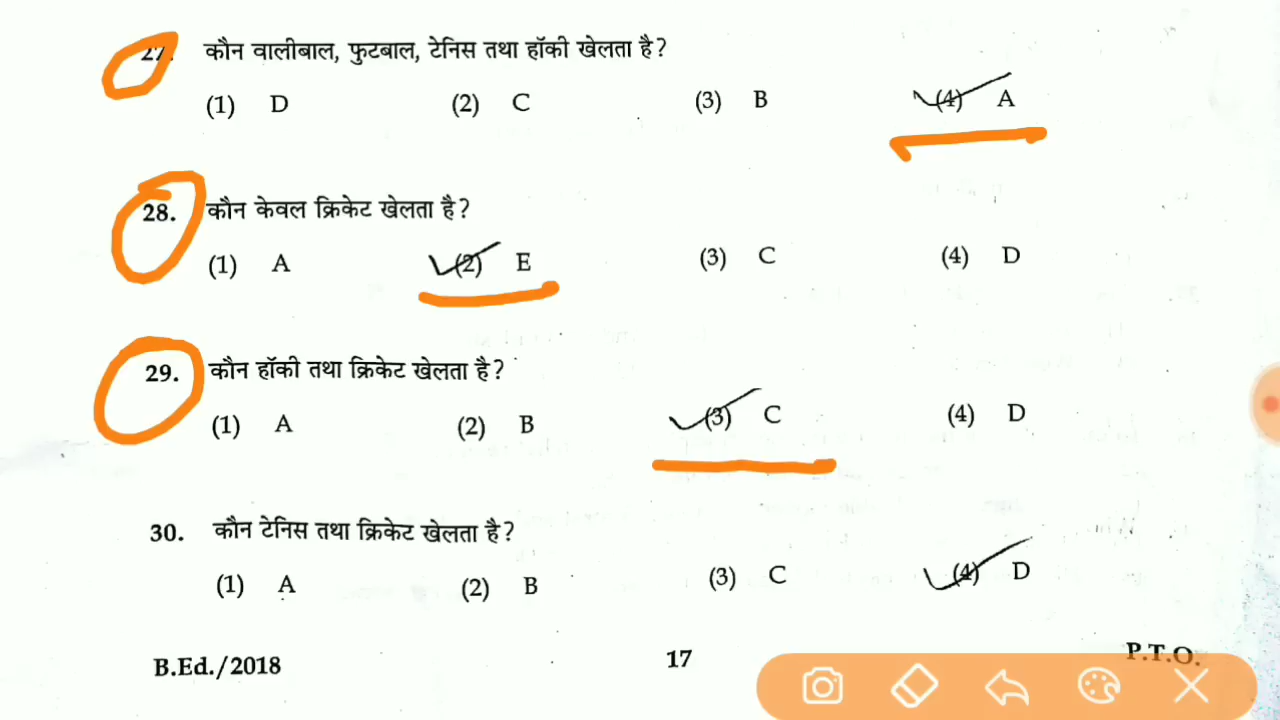 27. कौन वालीबाल, फुटबाल, टेनिस तथा हॉकी खेलता है?
(1) D (2) C (3) B (4) A
28. कौन केवल क्रिकेट खेलता है?
(1) A (2) E (3) C (4) D
29. कौन हॉकी तथा क्रिकेट खेलता है?
(1) A (2) B (3) C (4) D
30. कौन टेनिस तथा क्रिकेट खेलता है?
(1) A (2) B (3) C (4) D
B.Ed./2018 17 P.T.O.